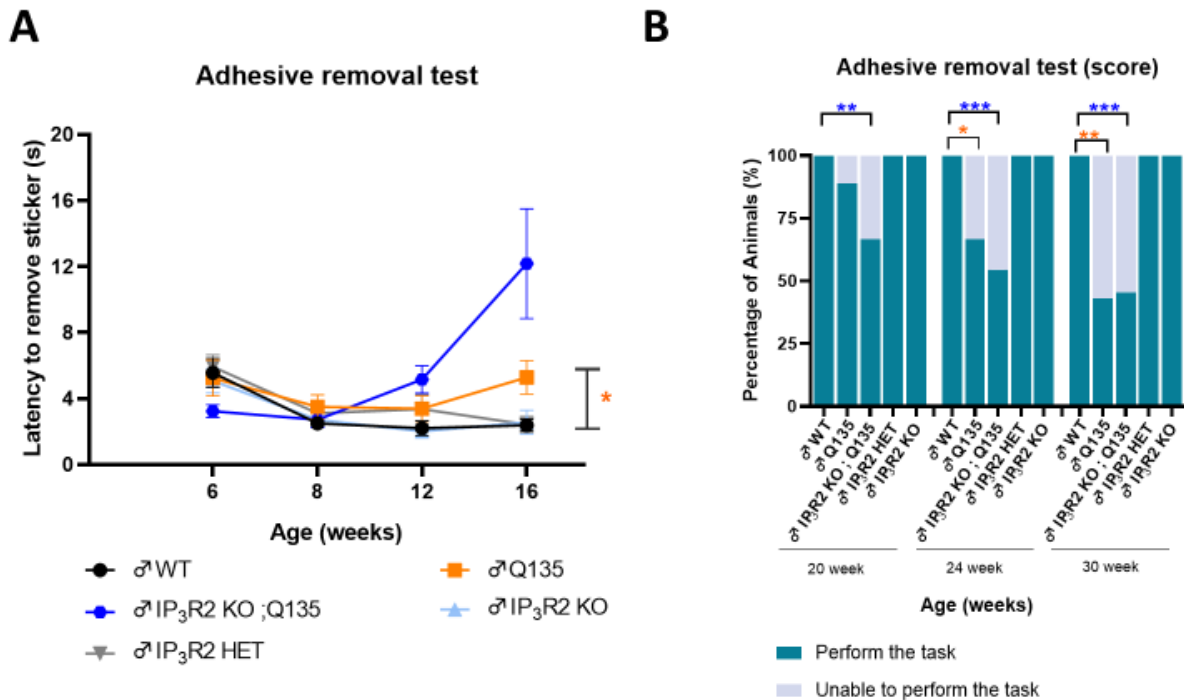 A
Adhesive removal test
Latency to remove sticker (s)
20
16
12
8
4
0
6 8 12 16
*
Age (weeks)
♂WT
♂Q135
♂IP₃R2 KO ;Q135
♂IP₃R2 KO
♂IP₃R2 HET
B
Adhesive removal test (score)
** *** ***
* **
Percentage of Animals (%)
100
75
50
25
0
♂ WT
♂ Q135
♂ IP₃R2 KO ; Q135
♂ IP₃R2 HET
♂ IP₃R2 KO
♂ WT
♂ Q135
♂ IP₃R2 KO ; Q135
♂ IP₃R2 HET
♂ IP₃R2 KO
♂ WT
♂ Q135
♂ IP₃R2 KO ; Q135
♂ IP₃R2 HET
♂ IP₃R2 KO
20 week 24 week 30 week
Age (weeks)
Perform the task
Unable to perform the task